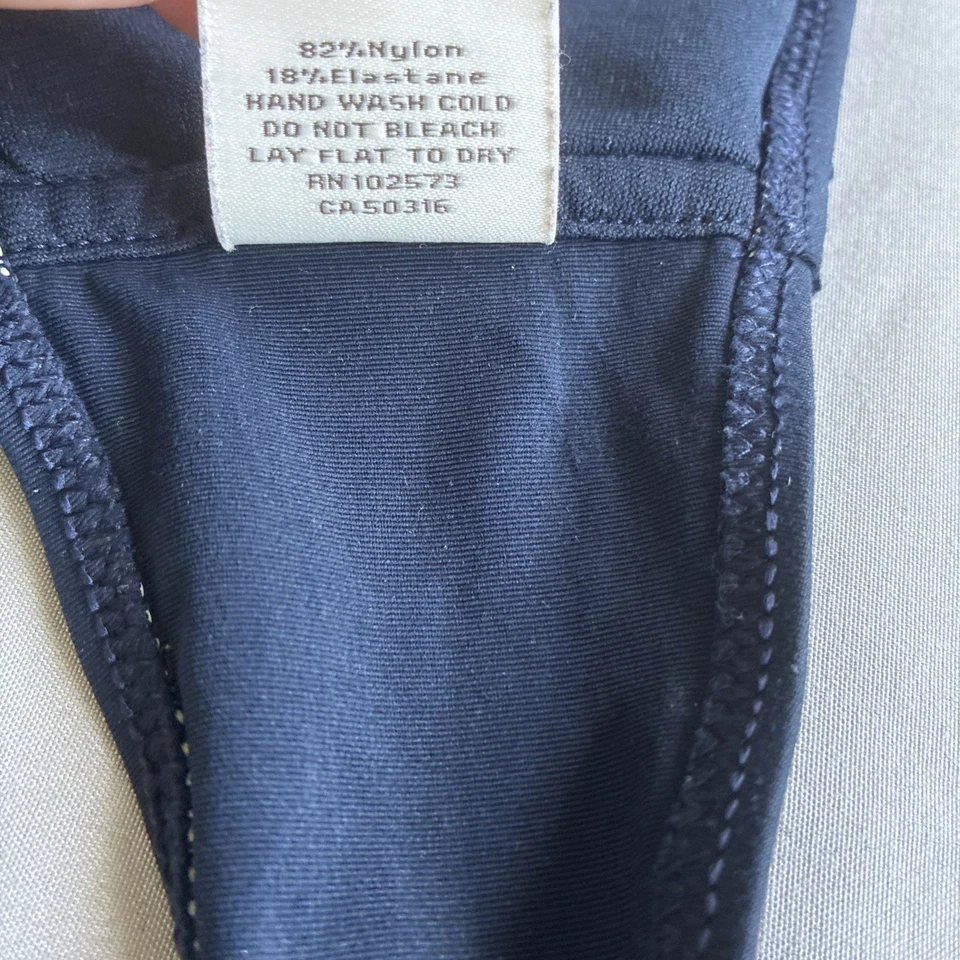 82%Nylon
18%Elastane
HAND WASH COLD
DO NOT BLEACH
LAY FLAT TO DRY
RN102573
CA50316